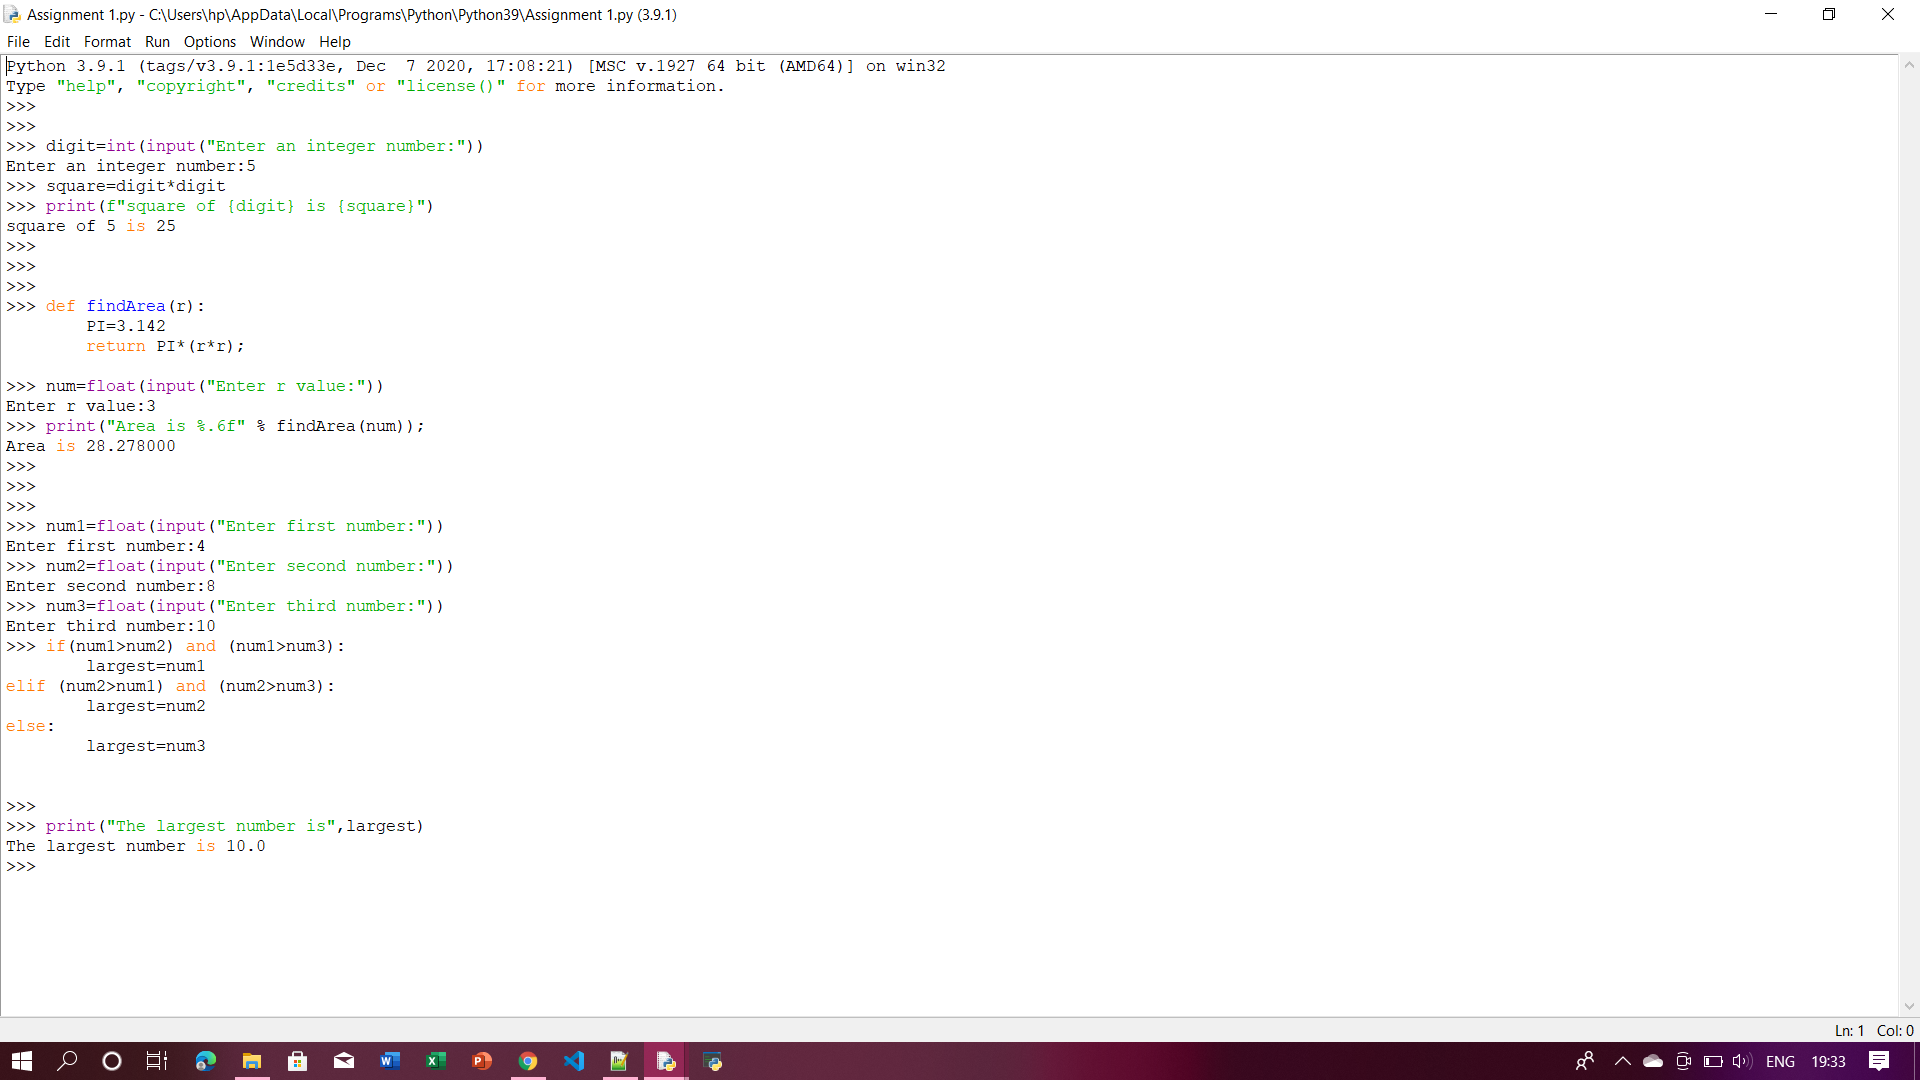 Assignment 1.py - C:\Users\hp\AppData\Local\Programs\Python\Python39\Assignment 1.py (3.9.1)
File Edit Format Run Options Window Help
Python 3.9.1 (tags/v3.9.1:1e5d33e, Dec  7 2020, 17:08:21) [MSC v.1927 64 bit (AMD64)] on win32
Type "help", "copyright", "credits" or "license()" for more information.
>>>
>>>
>>> digit=int(input("Enter an integer number:"))
Enter an integer number:5
>>> square=digit*digit
>>> print(f"square of {digit} is {square}")
square of 5 is 25
>>>
>>>
>>>
>>> def findArea(r):
        PI=3.142
        return PI*(r*r);
>>> num=float(input("Enter r value:"))
Enter r value:3
>>> print("Area is %.6f" % findArea(num));
Area is 28.278000
>>>
>>>
>>>
>>> num1=float(input("Enter first number:"))
Enter first number:4
>>> num2=float(input("Enter second number:"))
Enter second number:8
>>> num3=float(input("Enter third number:"))
Enter third number:10
>>> if(num1>num2) and (num1>num3):
        largest=num1
elif (num2>num1) and (num2>num3):
        largest=num2
else:
        largest=num3
>>>
>>> print("The largest number is",largest)
The largest number is 10.0
>>>
Ln: 1 Col: 0
ENG 19:33